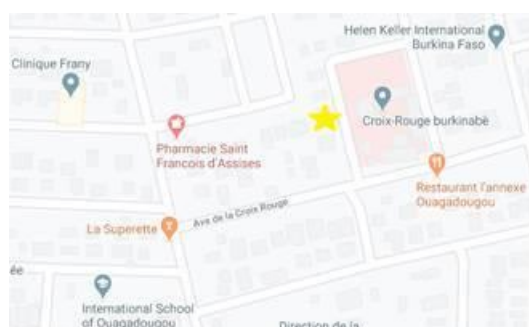 Helen Keller International
Burkina Faso
Clinique Frany
Croix-Rouge burkinabè
Pharmacie Saint
Francois d'Assises
Restaurant l'annexe
Ouagadougou
Ave de la Croix Rouge
La Superette
ée
International School
of Ouagadougou
Direction de la